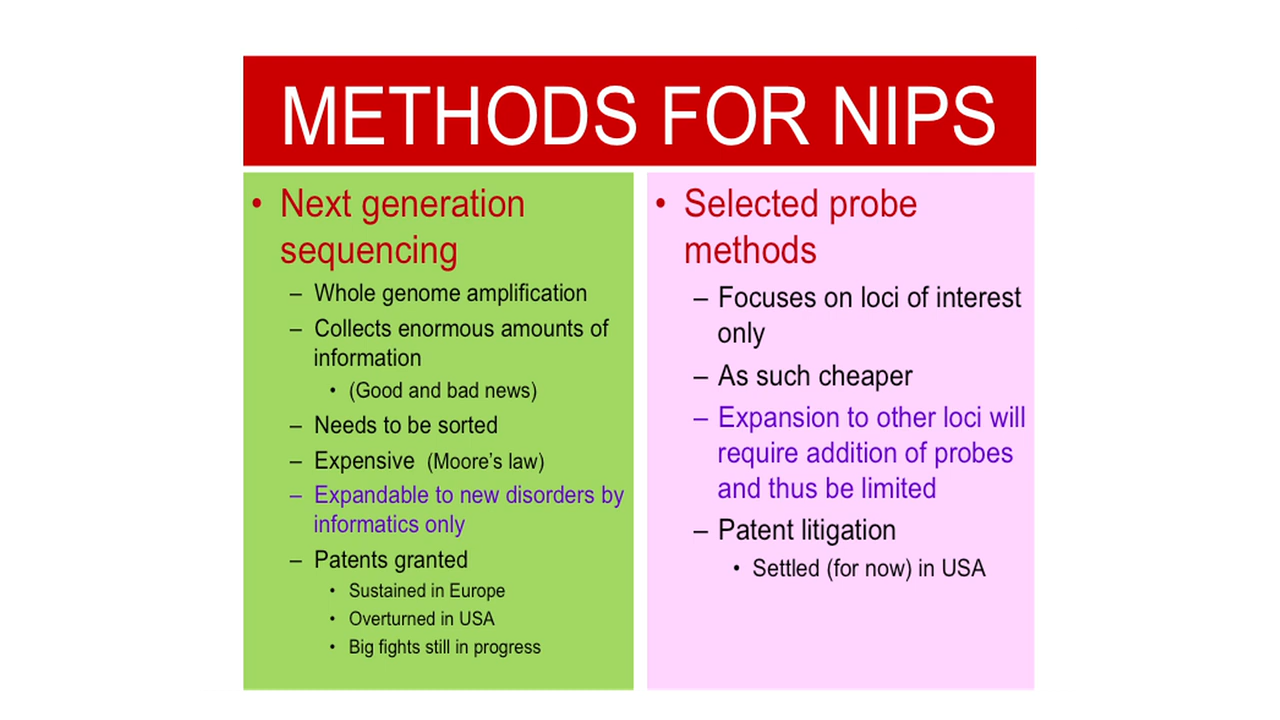 METHODS FOR NIPS
• Next generation
sequencing
– Whole genome amplification
– Collects enormous amounts of
information
• (Good and bad news)
– Needs to be sorted
– Expensive (Moore's law)
– Expandable to new disorders by
informatics only
– Patents granted
• Sustained in Europe
• Overturned in USA
• Big fights still in progress
• Selected probe
methods
– Focuses on loci of interest
only
– As such cheaper
– Expansion to other loci will
require addition of probes
and thus be limited
– Patent litigation
• Settled (for now) in USA